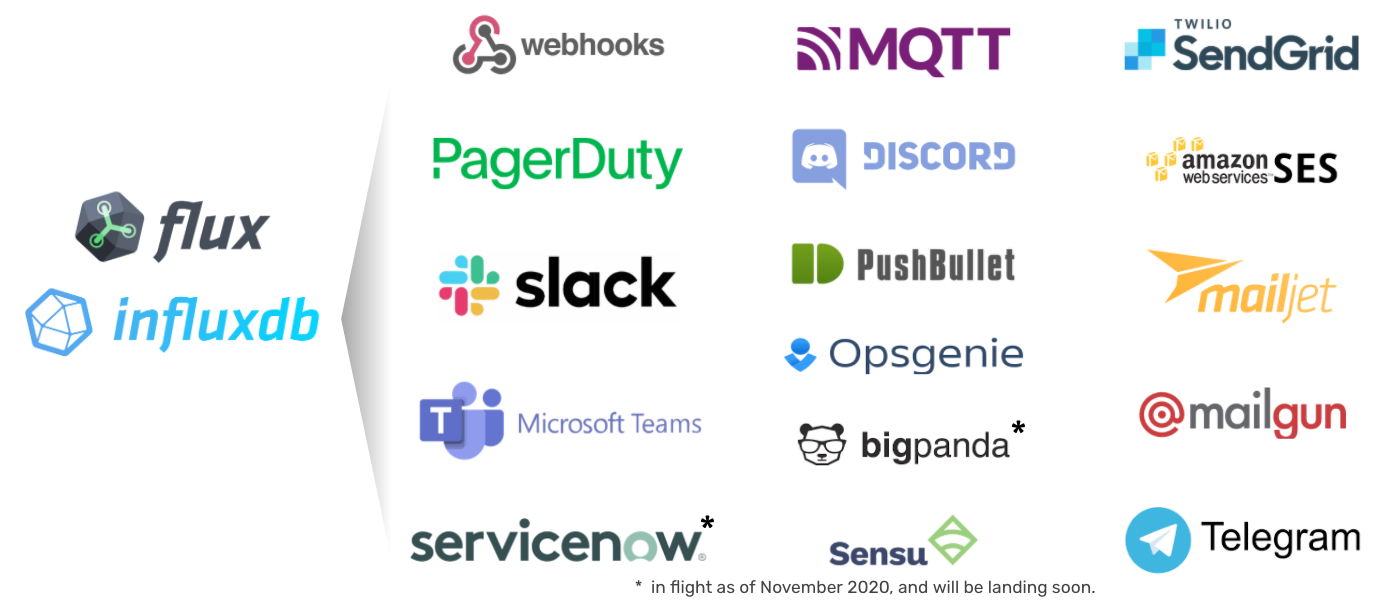 flux
influxdb
webhooks
PagerDuty
slack
T
Microsoft Teams
servicenow®*
MQTT
DISCORD
PushBullet
Opsgenie
bigpanda*
Sensu
TWILIO
SendGrid
amazon
web services™ SES
mailjet
@mailgun
Telegram
* in flight as of November 2020, and will be landing soon.